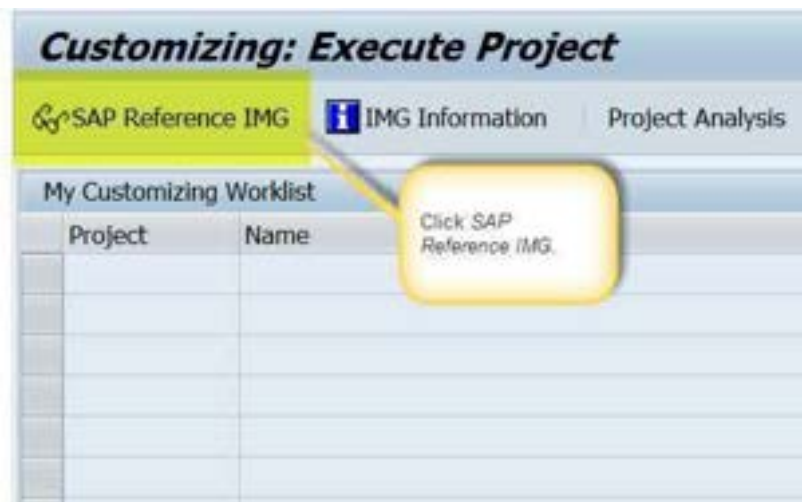 Customizing: Execute Project
SAP Reference IMG IMG Information Project Analysis
My Customizing Worklist
Project Name
Click SAP
Reference IMG.